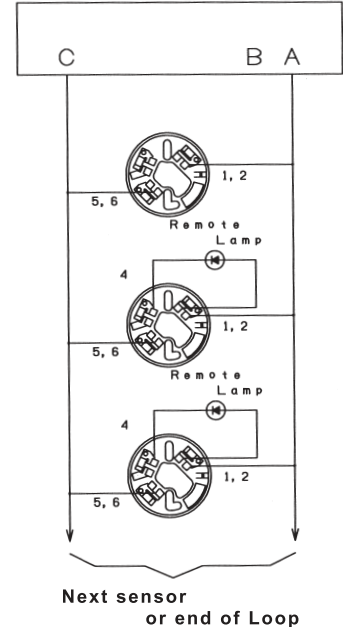 C B A
1, 2
5, 6
Remote
Lamp
4
1, 2
5, 6
Remote
Lamp
4
1, 2
5, 6
Next sensor
or end of Loop